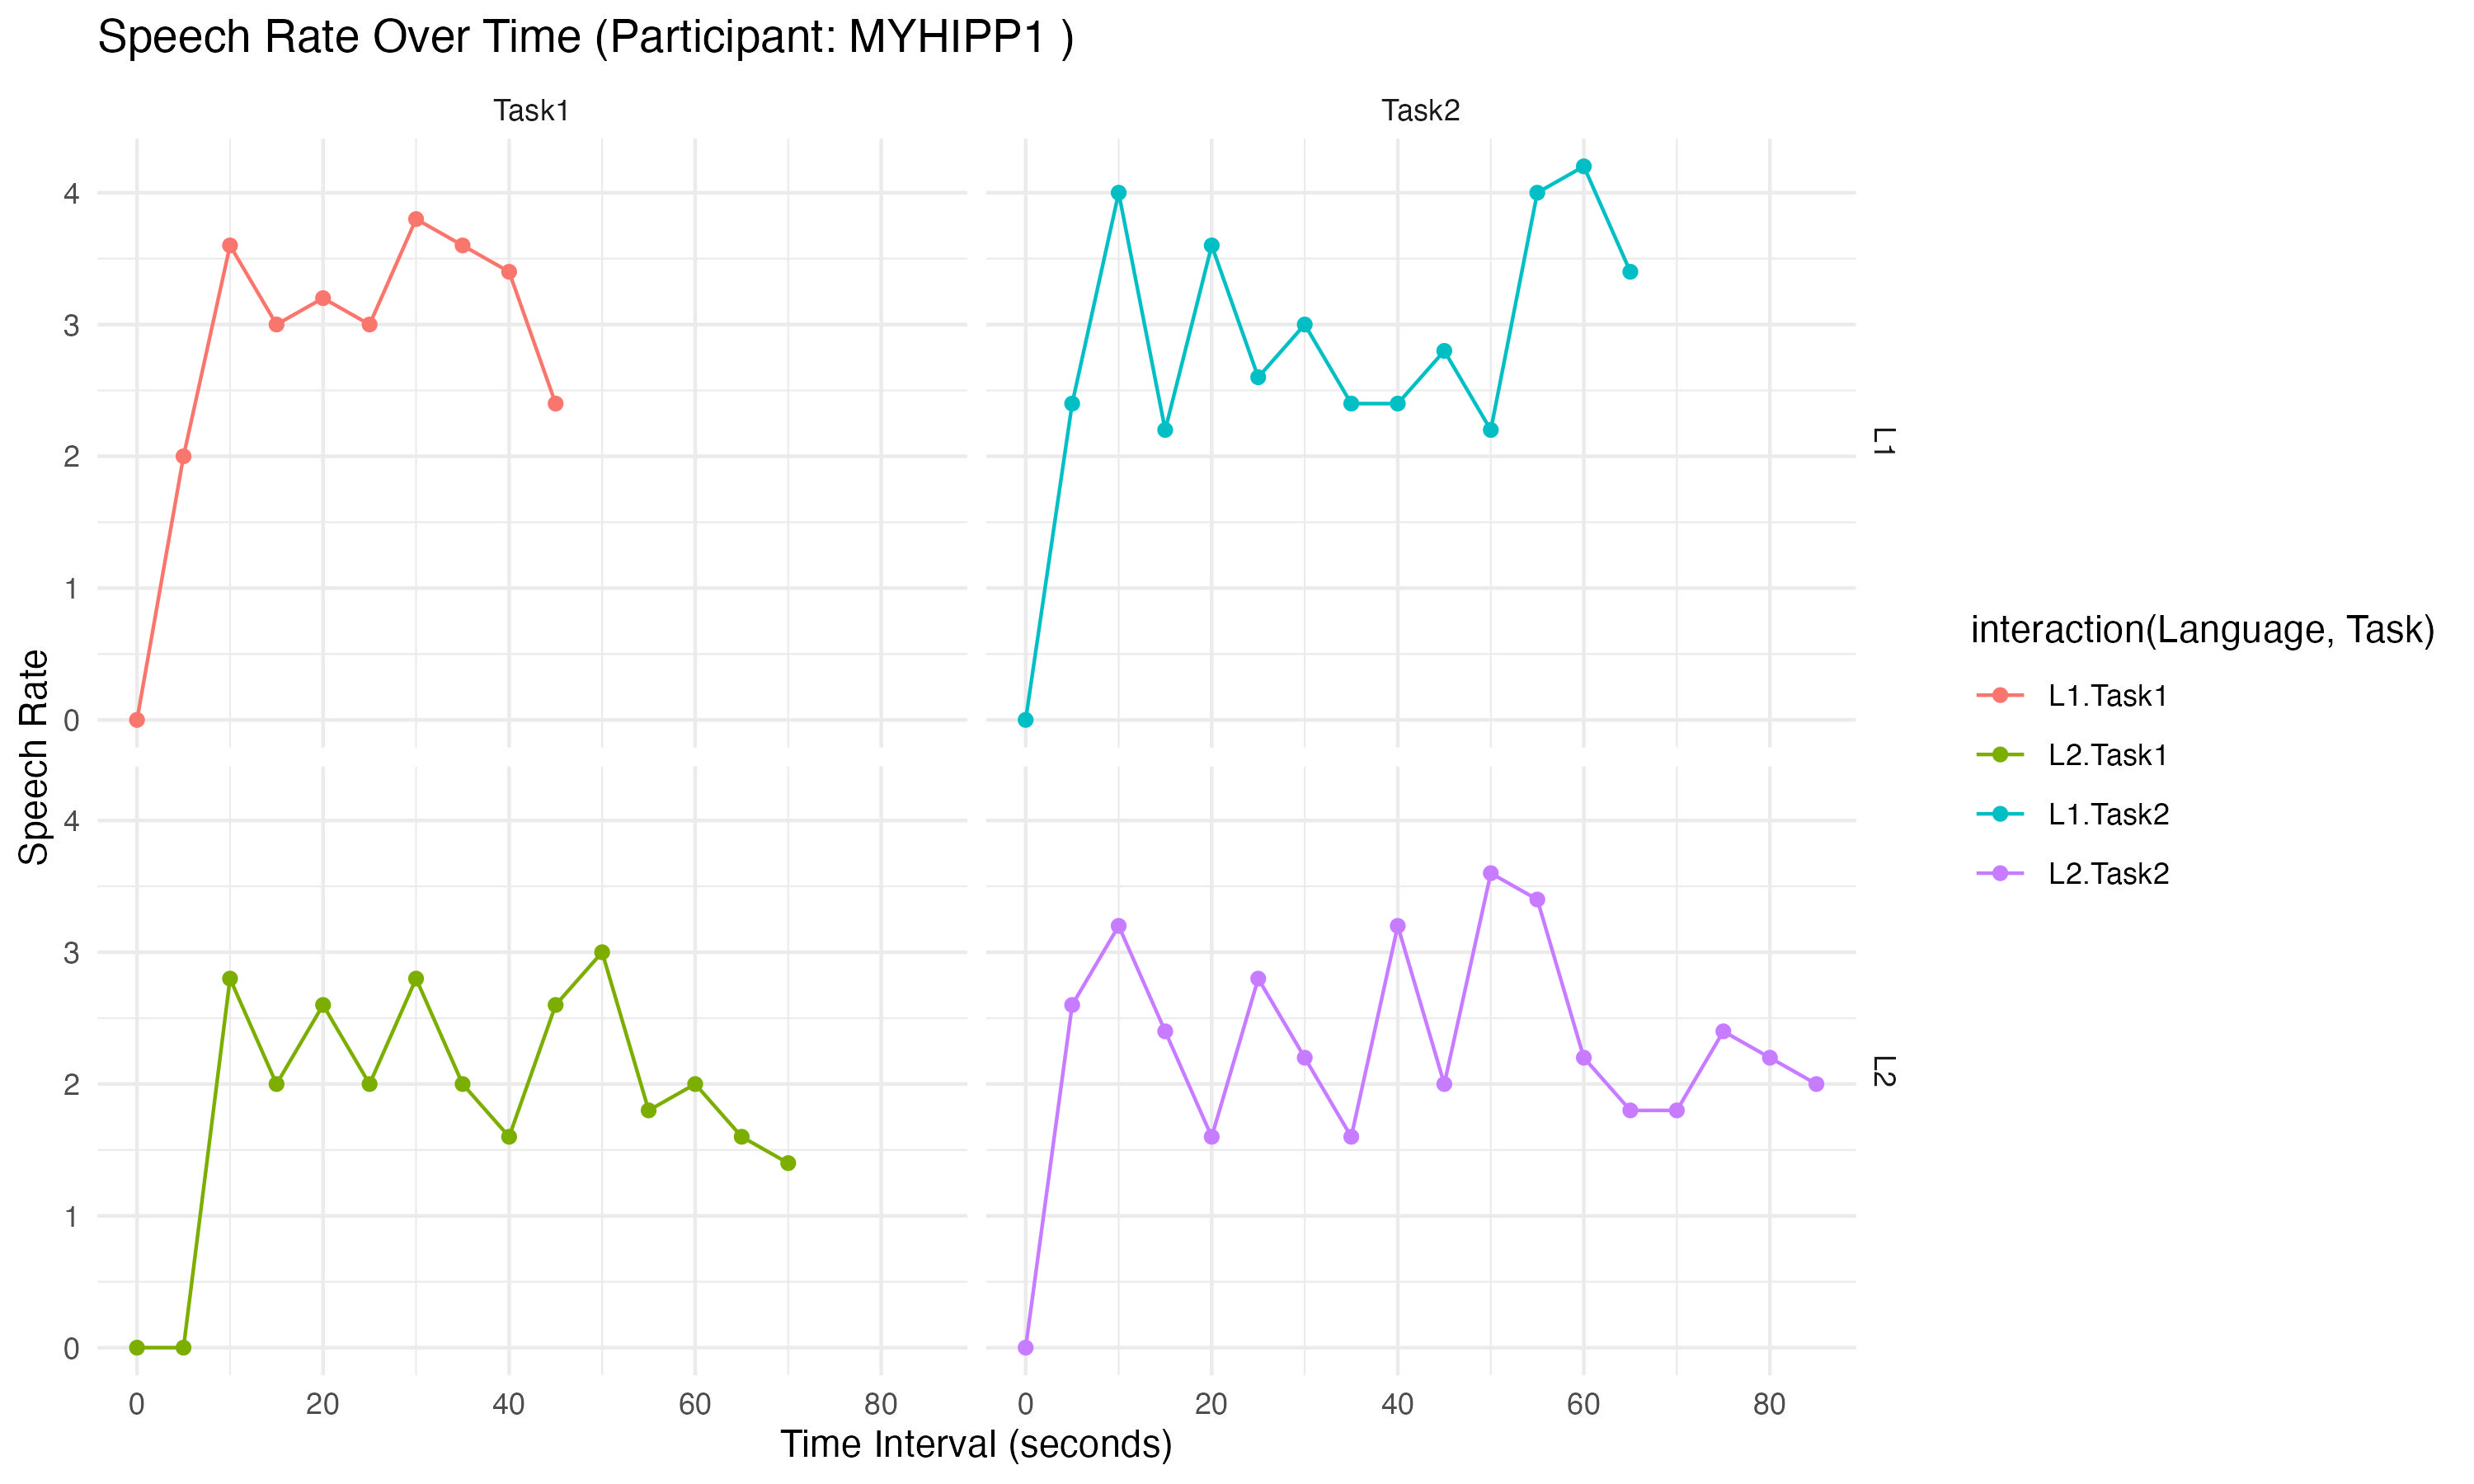 Speech Rate Over Time (Participant: MYHIPP1 )
Task1
Task2
4
3
2
1
0
L1
4
3
2
1
0
L2
0 20 40 60 80
0 20 40 60 80
Speech Rate
Time Interval (seconds)
interaction(Language, Task)
L1.Task1
L2.Task1
L1.Task2
L2.Task2